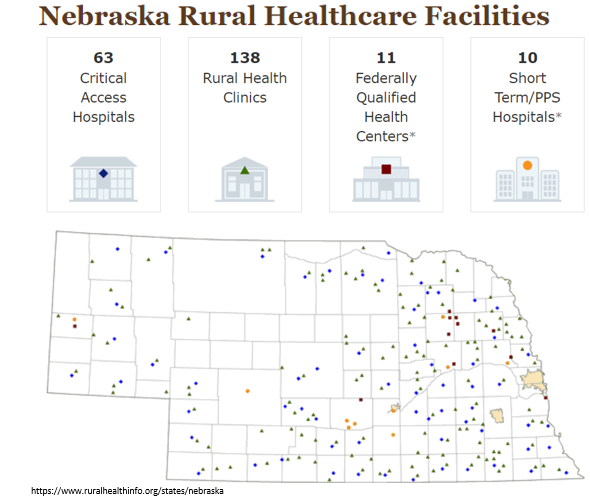 Nebraska Rural Healthcare Facilities
63
Critical
Access
Hospitals
138
Rural Health
Clinics
11
Federally
Qualified
Health
Centers*
10
Short
Term/PPS
Hospitals*
https://www.ruralhealthinfo.org/states/nebraska